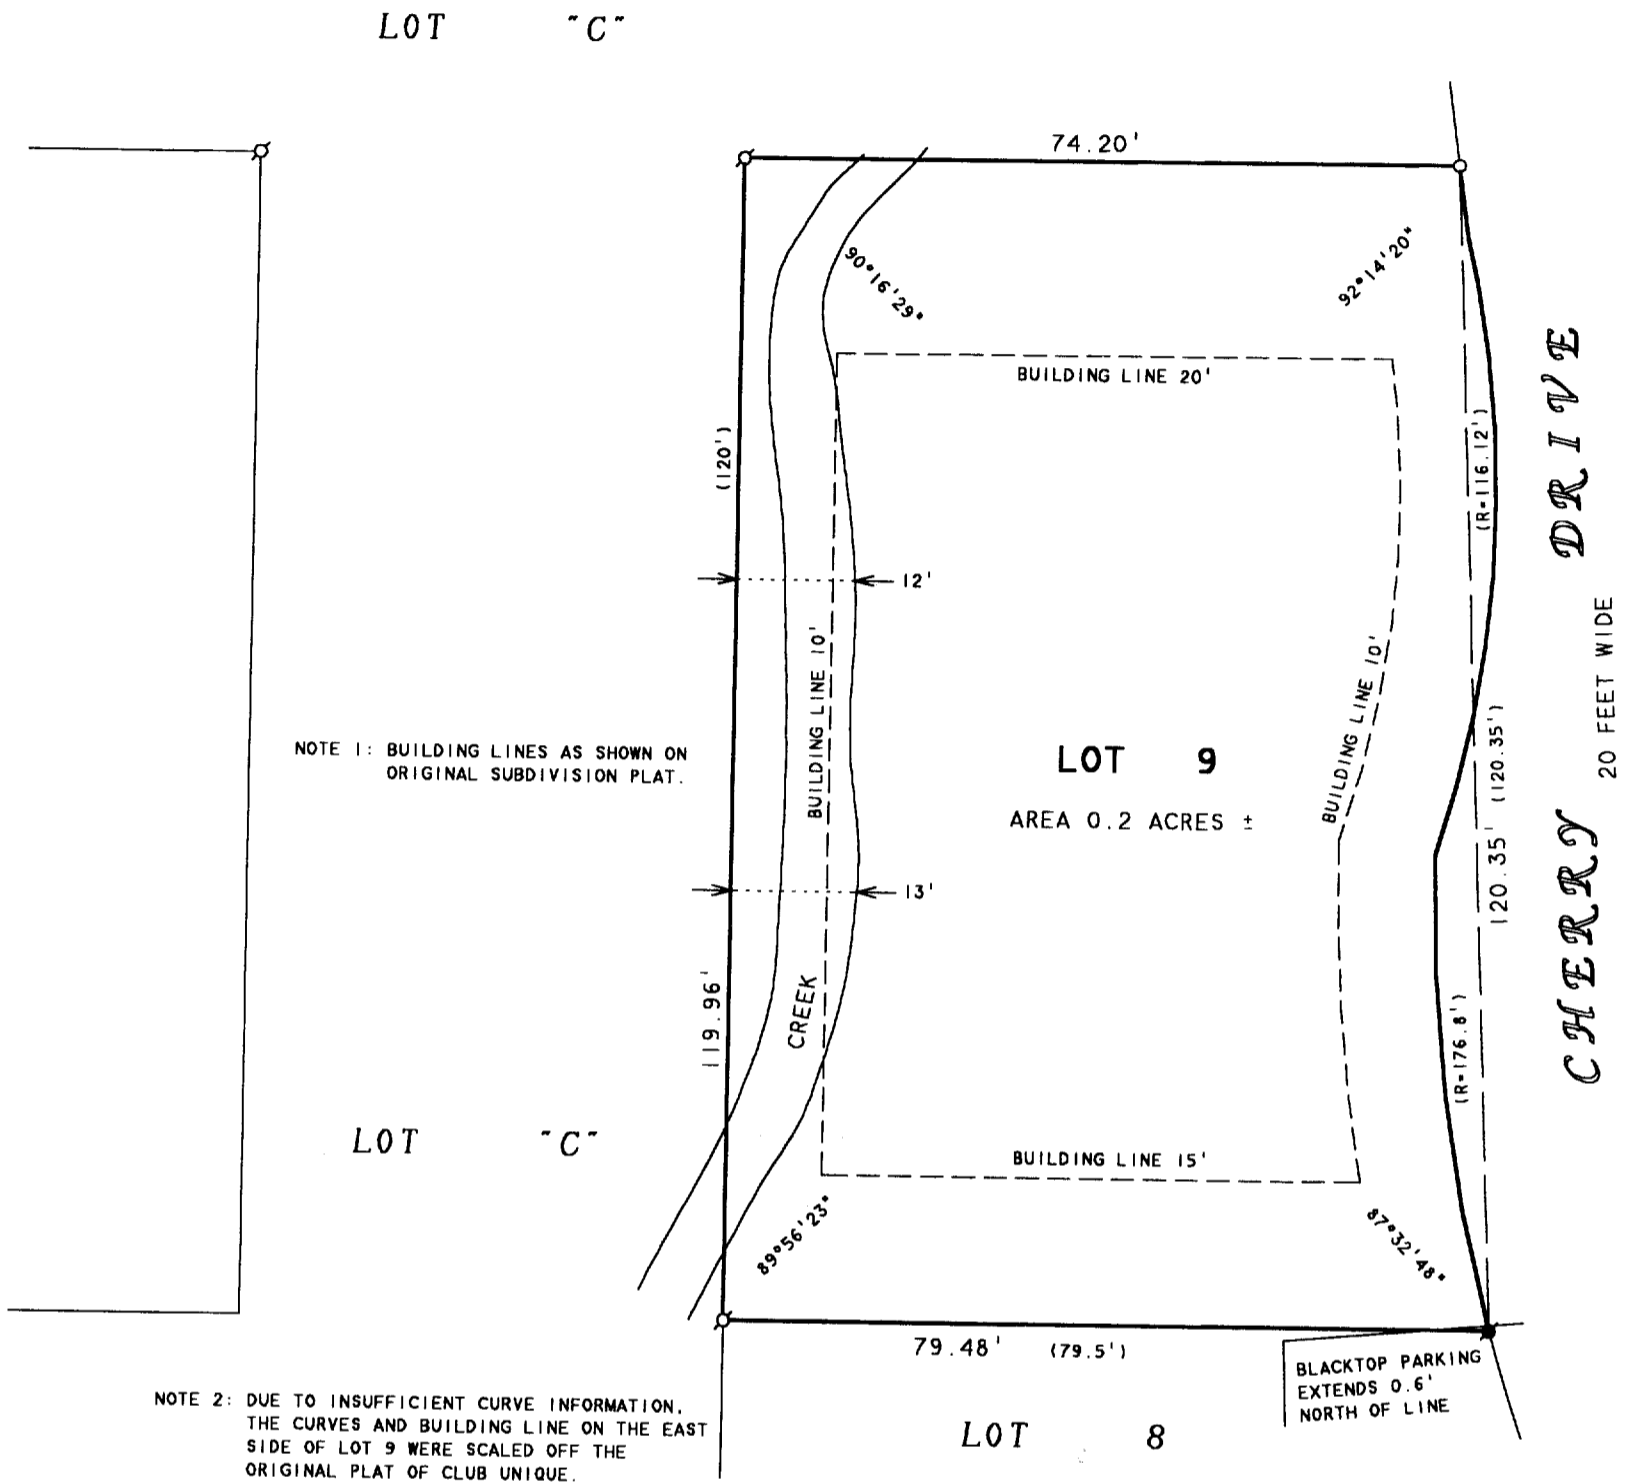 LOT "C"
74.20'
90°16'29"
92°14'20"
BUILDING LINE 20'
(120')
(R=116.12')
12'
BUILDING LINE 10'
BUILDING LINE 10'
CHERRY DRIVE
20 FEET WIDE
NOTE 1: BUILDING LINES AS SHOWN ON
ORIGINAL SUBDIVISION PLAT.
LOT 9
AREA 0.2 ACRES ±
120.35' (120.35')
13'
119.96'
CREEK
(R=176.8')
LOT "C"
BUILDING LINE 15'
89°56'23"
87°32'48"
79.48' (79.5')
BLACKTOP PARKING
EXTENDS 0.6'
NORTH OF LINE
NOTE 2: DUE TO INSUFFICIENT CURVE INFORMATION,
THE CURVES AND BUILDING LINE ON THE EAST
SIDE OF LOT 9 WERE SCALED OFF THE
ORIGINAL PLAT OF CLUB UNIQUE.
LOT 8